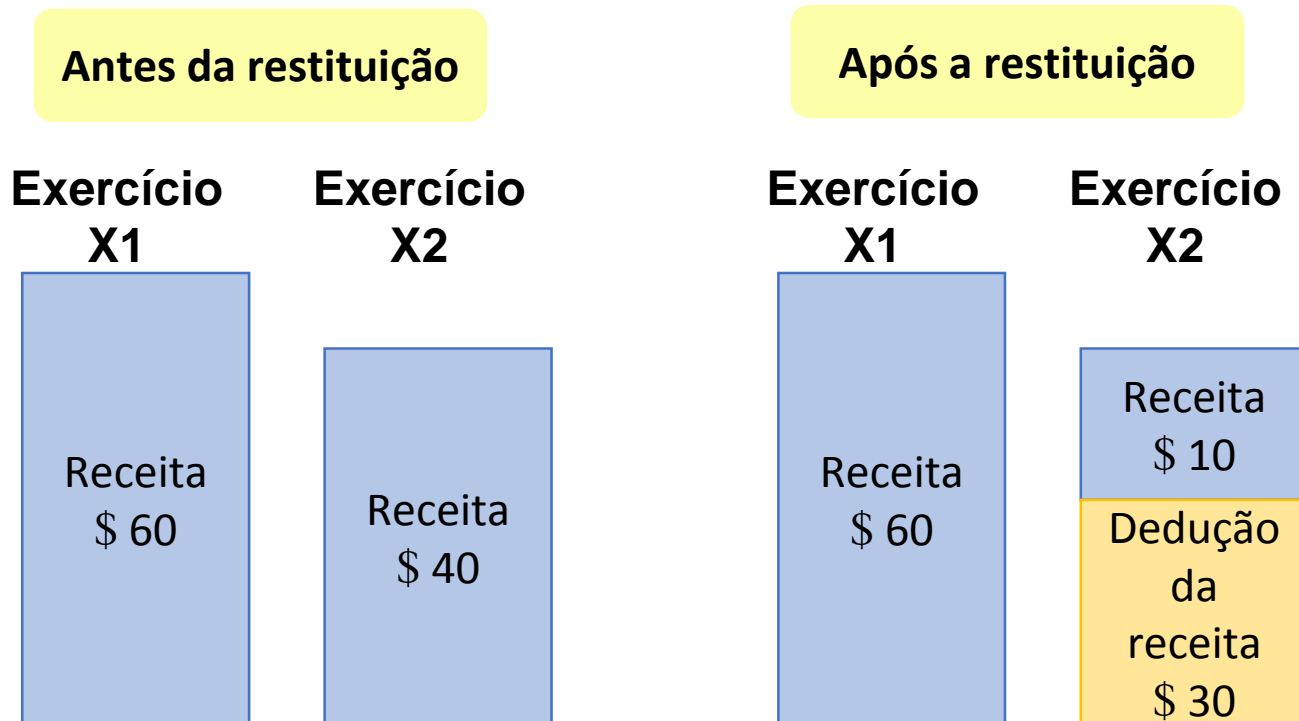 Antes da restituição
Após a restituição
Exercício
X1
Exercício
X2
Exercício
X1
Exercício
X2
Receita
$ 60
Receita
$ 40
Receita
$ 60
Receita
$ 10
Dedução
da
receita
$ 30